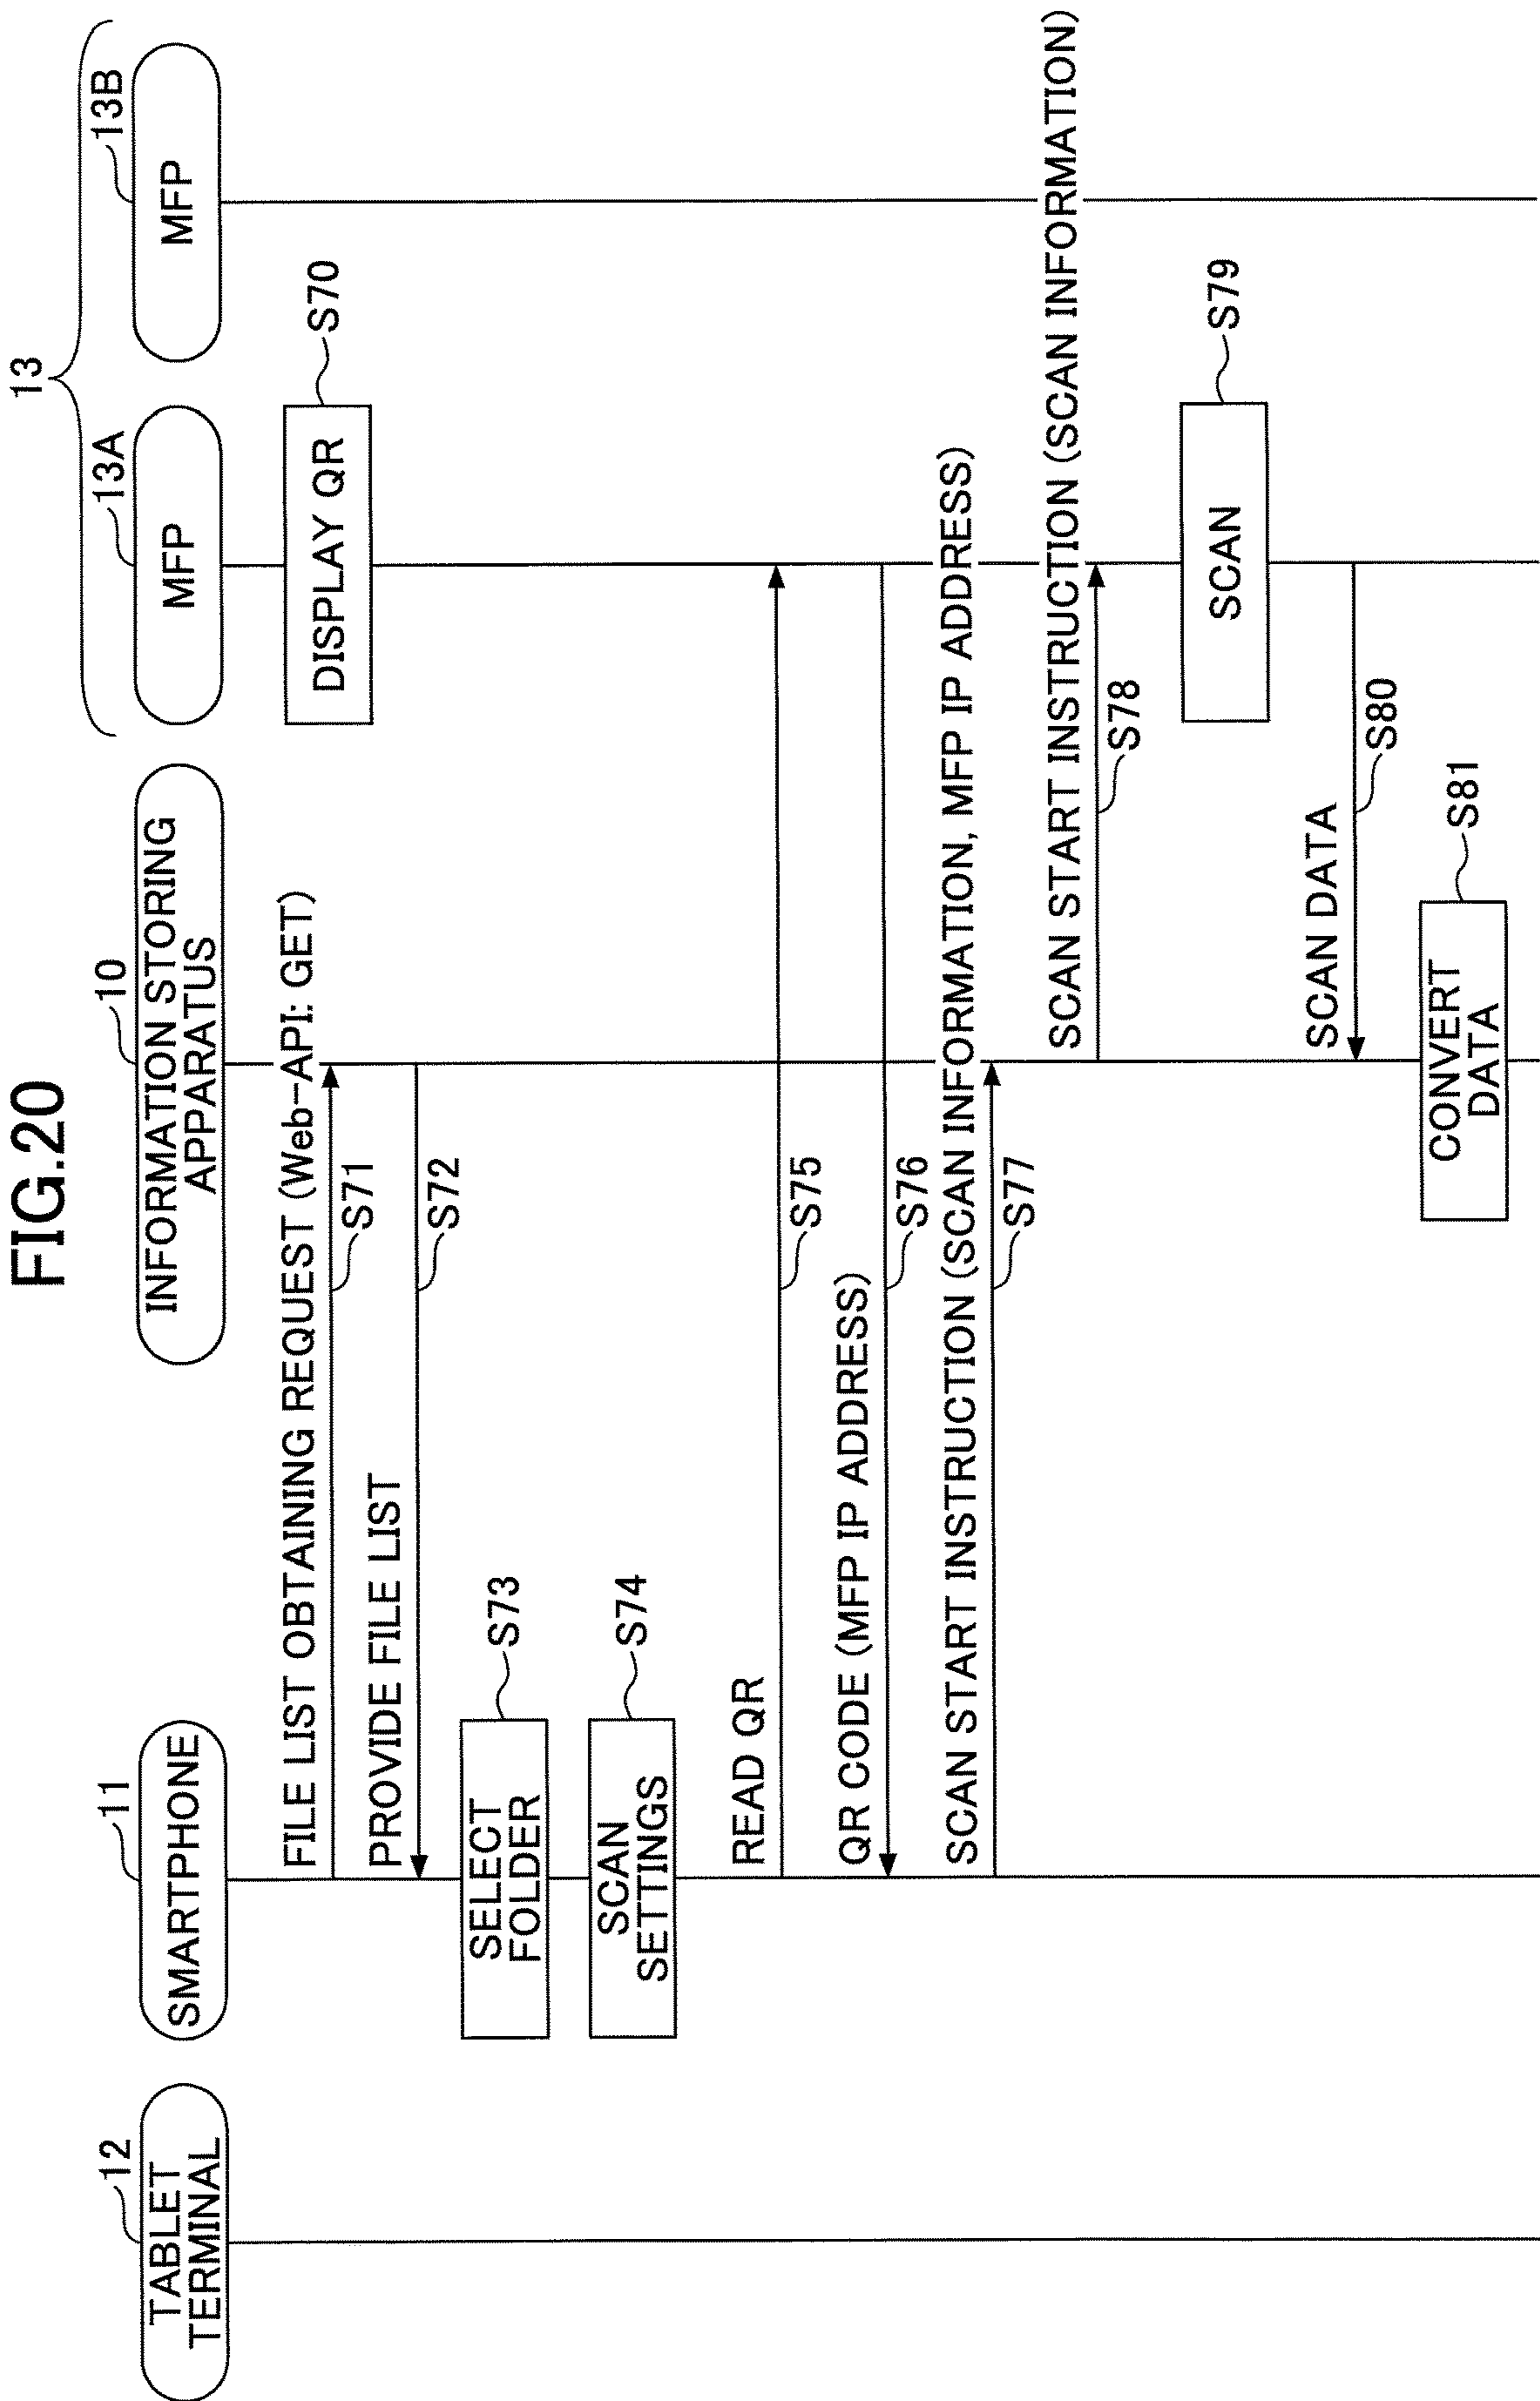 FIG.20
12
TABLET
TERMINAL
11
SMARTPHONE
10
INFORMATION STORING
APPARATUS
13
13A
MFP
13B
MFP
DISPLAY QR
S70
FILE LIST OBTAINING REQUEST (Web-API: GET)
S71
PROVIDE FILE LIST
S72
SELECT
FOLDER
S73
SCAN
SETTINGS
S74
READ QR
S75
QR CODE (MFP IP ADDRESS)
S76
SCAN START INSTRUCTION (SCAN INFORMATION, MFP IP ADDRESS)
S77
SCAN START INSTRUCTION (SCAN INFORMATION)
S78
SCAN
S79
SCAN DATA
S80
CONVERT
DATA
S81